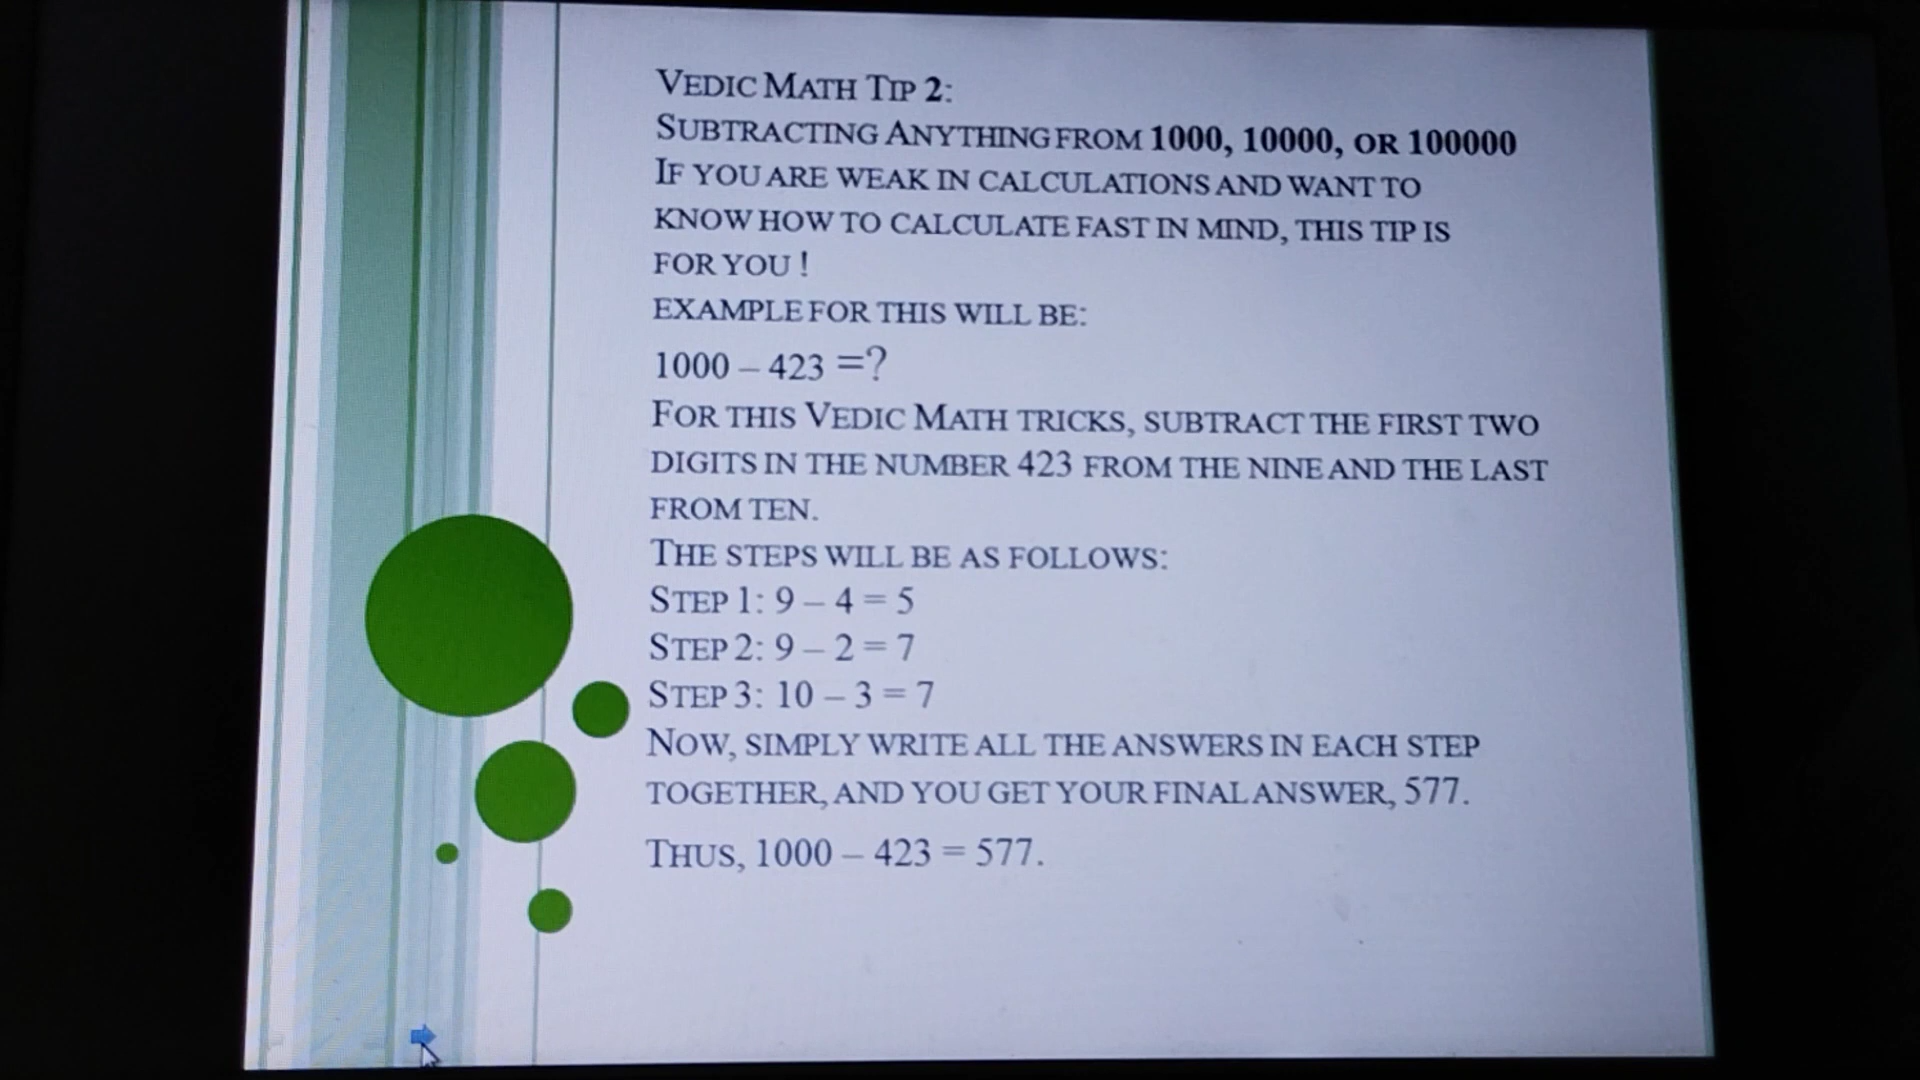 VEDIC MATH TIP 2:
SUBTRACTING ANYTHING FROM 1000, 10000, OR 100000
IF YOU ARE WEAK IN CALCULATIONS AND WANT TO
KNOW HOW TO CALCULATE FAST IN MIND, THIS TIP IS
FOR YOU !
EXAMPLE FOR THIS WILL BE:
1000 – 423 =?
FOR THIS VEDIC MATH TRICKS, SUBTRACT THE FIRST TWO
DIGITS IN THE NUMBER 423 FROM THE NINE AND THE LAST
FROM TEN.
THE STEPS WILL BE AS FOLLOWS:
STEP 1: 9 – 4 = 5
STEP 2: 9 – 2 = 7
STEP 3: 10 – 3 = 7
NOW, SIMPLY WRITE ALL THE ANSWERS IN EACH STEP
TOGETHER, AND YOU GET YOUR FINAL ANSWER, 577.
THUS, 1000 – 423 = 577.